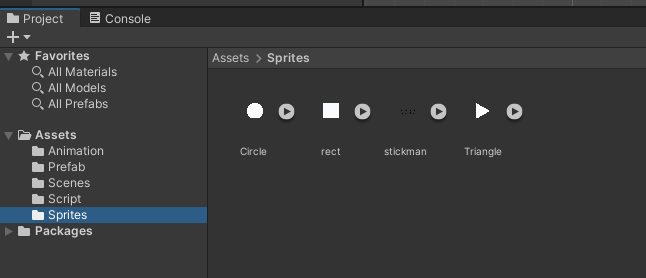 Project
Console
Favorites
All Materials
All Models
All Prefabs
Assets
Animation
Prefab
Scenes
Script
Sprites
Packages
Assets > Sprites
Circle
rect
stickman
Triangle